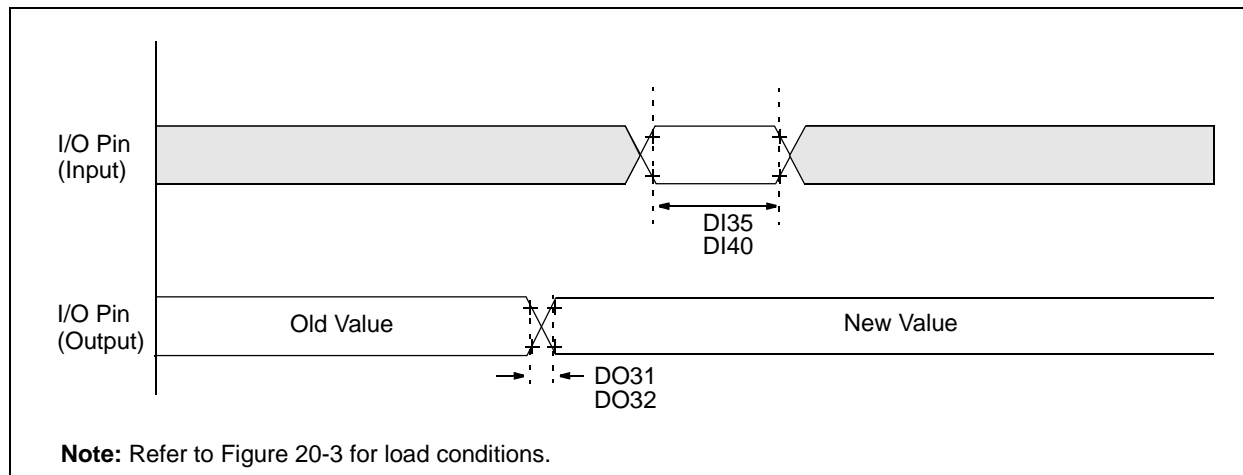 I/O Pin
(Input)
DI35
DI40
I/O Pin
(Output)
Old Value
New Value
DO31
DO32
Note: Refer to Figure 20-3 for load conditions.